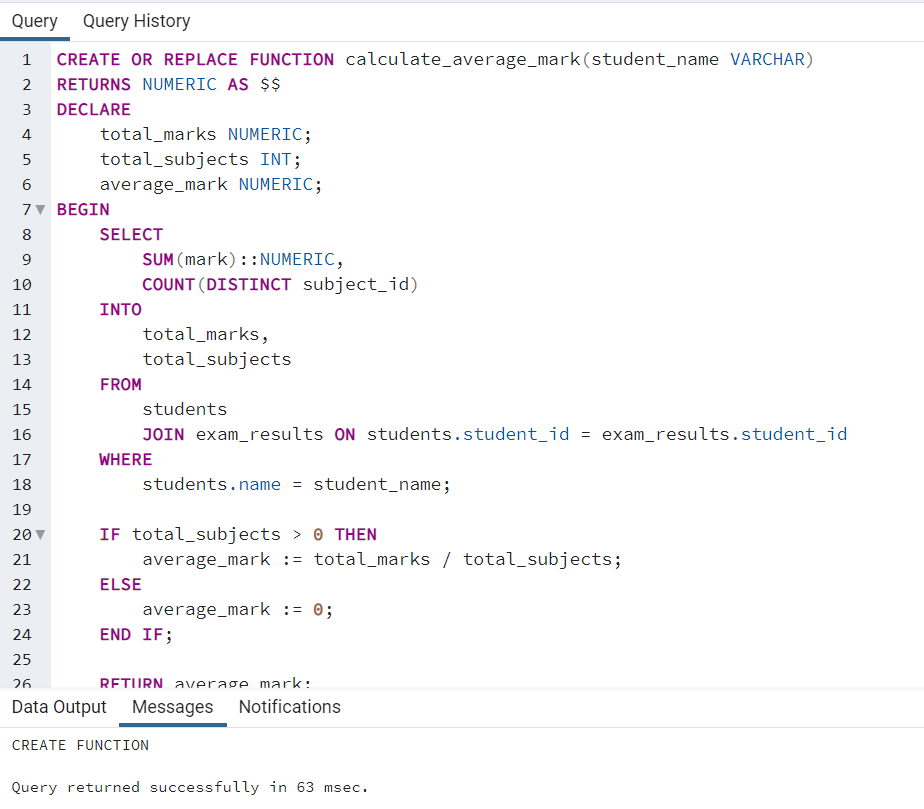 Query Query History
1 CREATE OR REPLACE FUNCTION calculate_average_mark(student_name VARCHAR)
2 RETURNS NUMERIC AS $$
3 DECLARE
4 total_marks NUMERIC;
5 total_subjects INT;
6 average_mark NUMERIC;
7 BEGIN
8 SELECT
9 SUM(mark)::NUMERIC,
10 COUNT(DISTINCT subject_id)
11 INTO
12 total_marks,
13 total_subjects
14 FROM
15 students
16 JOIN exam_results ON students.student_id = exam_results.student_id
17 WHERE
18 students.name = student_name;
19
20 IF total_subjects > 0 THEN
21 average_mark := total_marks / total_subjects;
22 ELSE
23 average_mark := 0;
24 END IF;
25
26 RETURN average_mark;
Data Output Messages Notifications
CREATE FUNCTION
Query returned successfully in 63 msec.